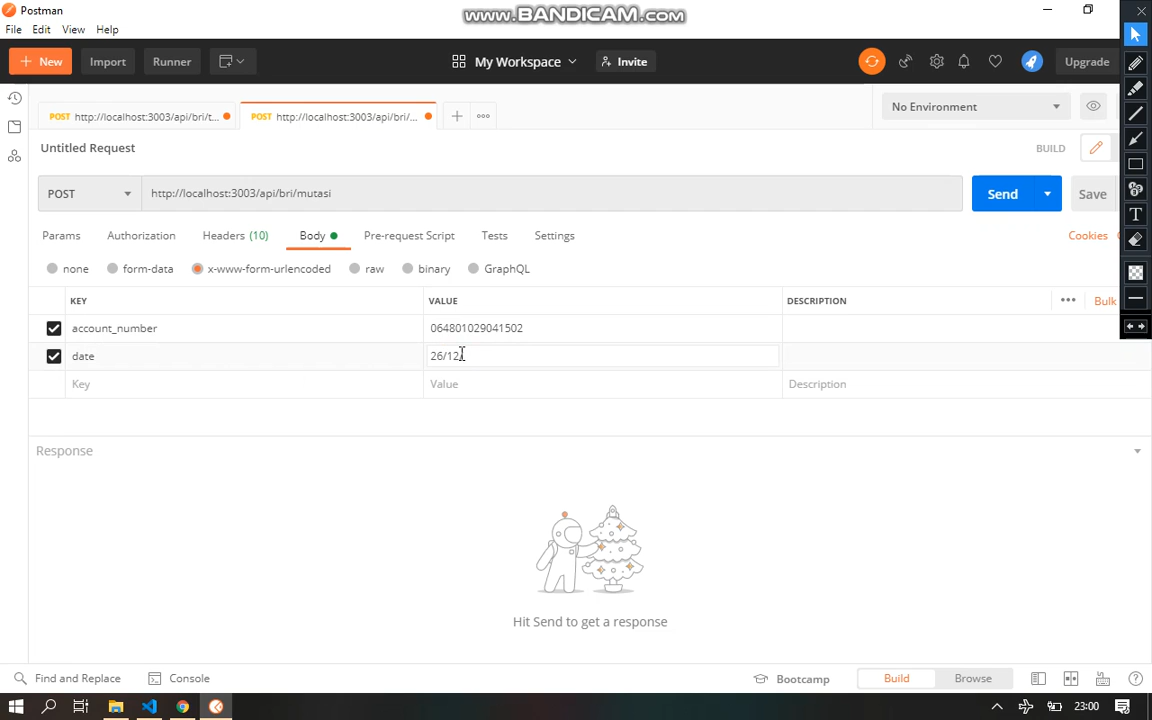 Postman
www.BANDICAM.com
File Edit View Help
+ New Import Runner My Workspace Invite Upgrade
POST http://localhost:3003/api/bri/t... POST http://localhost:3003/api/bri/... + ••• No Environment
Untitled Request BUILD
POST http://localhost:3003/api/bri/mutasi Send Save
Params Authorization Headers (10) Body Pre-request Script Tests Settings Cookies
none form-data x-www-form-urlencoded raw binary GraphQL
KEY VALUE DESCRIPTION ••• Bulk
account_number 064801029041502
date 26/12/
Key Value Description
Response
Hit Send to get a response
Find and Replace Console Bootcamp Build Browse
23:00